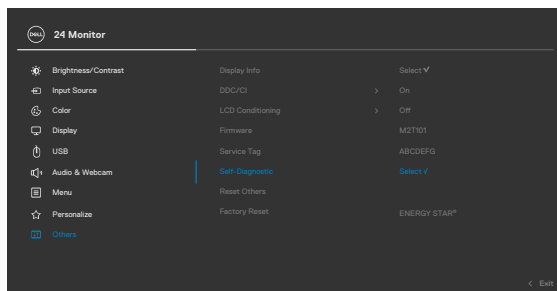 DELL 24 Monitor
Brightness/Contrast
Input Source
Color
Display
USB
Audio & Webcam
Menu
Personalize
Others
Display Info Select
DDC/CI > On
LCD Conditioning > Off
Firmware M2T101
Service Tag ABCDEFG
Self-Diagnostic Select
Reset Others
Factory Reset ENERGY STAR®
< Exit